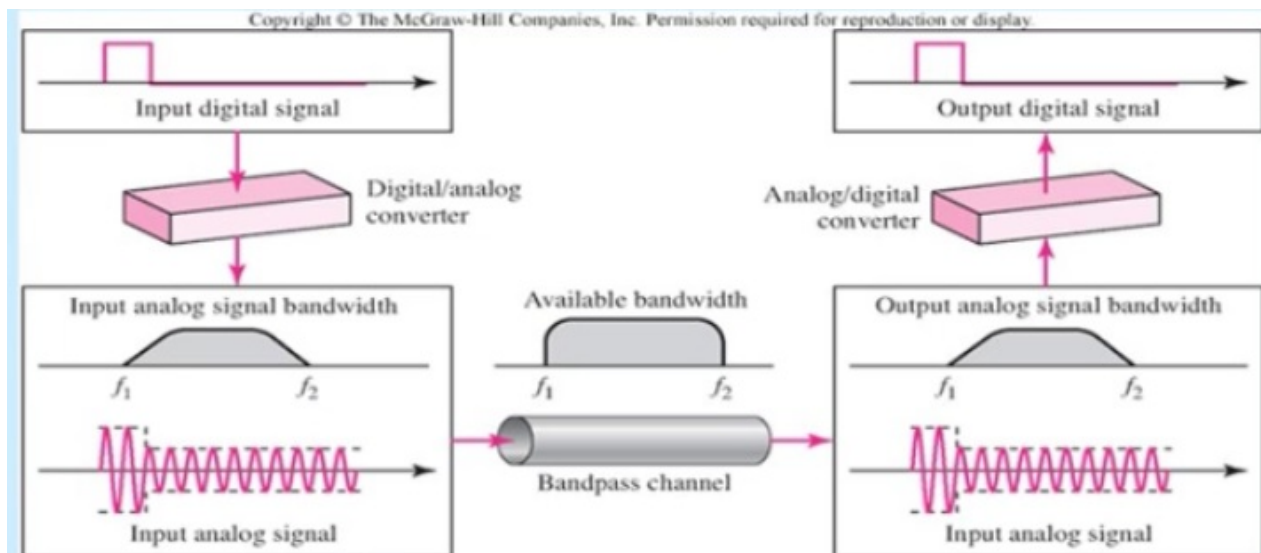 Copyright © The McGraw-Hill Companies, Inc. Permission required for reproduction or display.
Input digital signal
Output digital signal
Digital/analog
converter
Analog/digital
converter
Input analog signal bandwidth
f1
f2
Input analog signal
Available bandwidth
f1
f2
Bandpass channel
Output analog signal bandwidth
f1
f2
Input analog signal